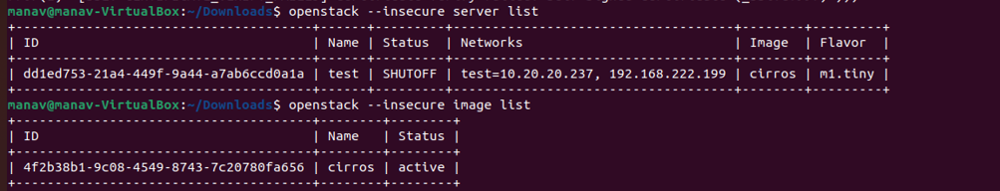 manav@manav-VirtualBox:~/Downloads$ openstack --insecure server list
+--------------------------------------+------+---------+--------------------------------------+--------+---------+
| ID                                   | Name | Status  | Networks                             | Image  | Flavor  |
+--------------------------------------+------+---------+--------------------------------------+--------+---------+
| dd1ed753-21a4-449f-9a44-a7ab6ccd0a1a | test | SHUTOFF | test=10.20.20.237, 192.168.222.199 | cirros | m1.tiny |
+--------------------------------------+------+---------+--------------------------------------+--------+---------+
manav@manav-VirtualBox:~/Downloads$ openstack --insecure image list
+--------------------------------------+--------+--------+
| ID                                   | Name   | Status |
+--------------------------------------+--------+--------+
| 4f2b38b1-9c08-4549-8743-7c20780fa656 | cirros | active |
+--------------------------------------+--------+--------+